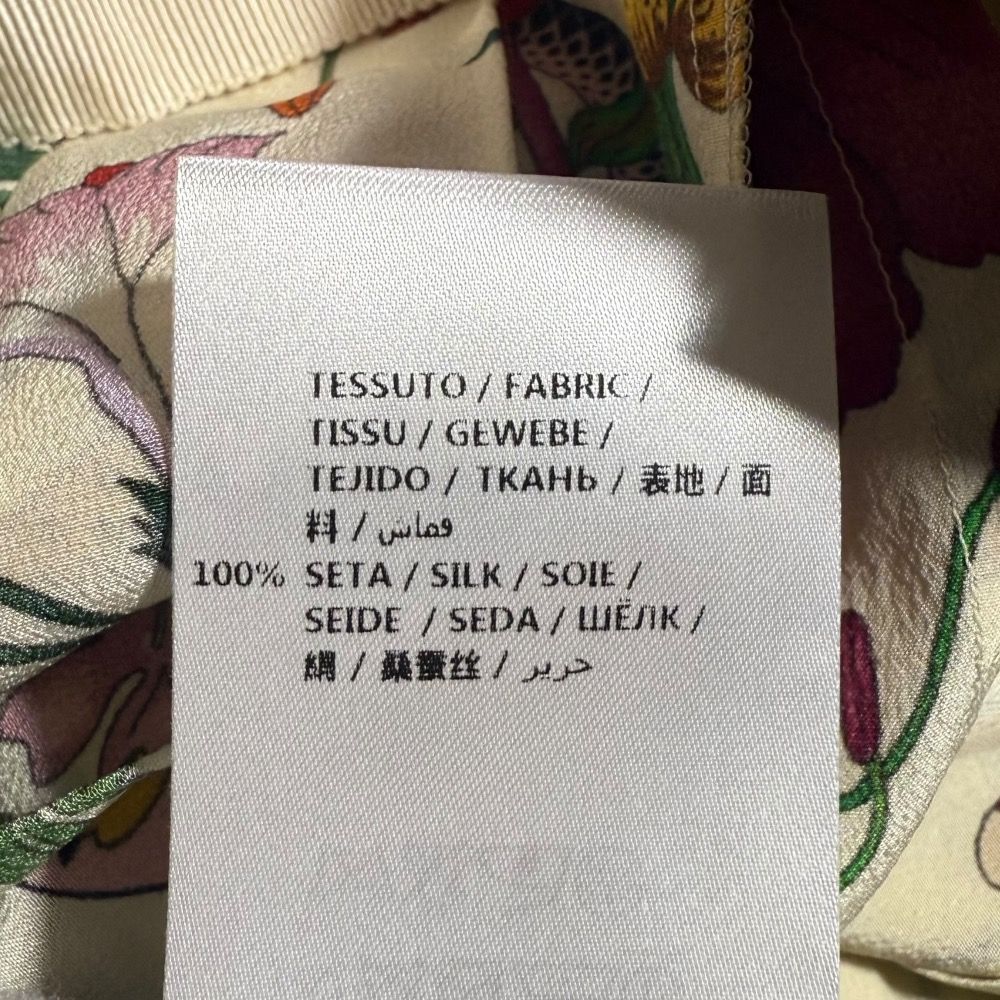 TESSUTO / FABRIC /
TISSU / GEWEBE /
TEJIDO / ТКАНЬ / 表地 / 面
料 / قماش
100% SETA / SILK / SOIE /
SEIDE / SEDA / ШЁЛК /
絹 / 桑蚕丝 / حرير